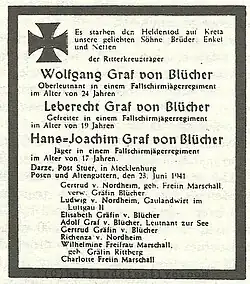 Es starben den Heldentod auf Kreta
unsere geliebten Söhne Brüder Enkel
und Neffen
der Ritterkreuzträger
Wolfgang Graf von Blücher
Oberleutnant in einem Fallschirmjägerregiment
im Alter von 24 Jahren
Leberecht Graf von Blücher
Gefreiter in einem Fallschirmjägerregiment
im Alter von 19 Jahren
Hans=Joachim Graf von Blücher
Jäger in einem Fallschirmjägerregiment
im Alter von 17 Jahren.
Darze, Post Stuer, in Mecklenburg
Posen und Altengottern, den 23. Juni 1941
Gertrud v. Nordheim, geb. Freiin Marschall,
verw. Gräfin Blücher
Ludwig v. Nordheim, Gaulandwirt im
Luftgau II
Elisabeth Gräfin v. Blücher
Adolf Graf v. Blücher, Leutnant zur See
Gertrud Gräfin v. Blücher
Richenza v. Nordheim
Wilhelmine Freifrau Marschall,
geb. Gräfin Rittberg
Charlotte Freiin Marschall